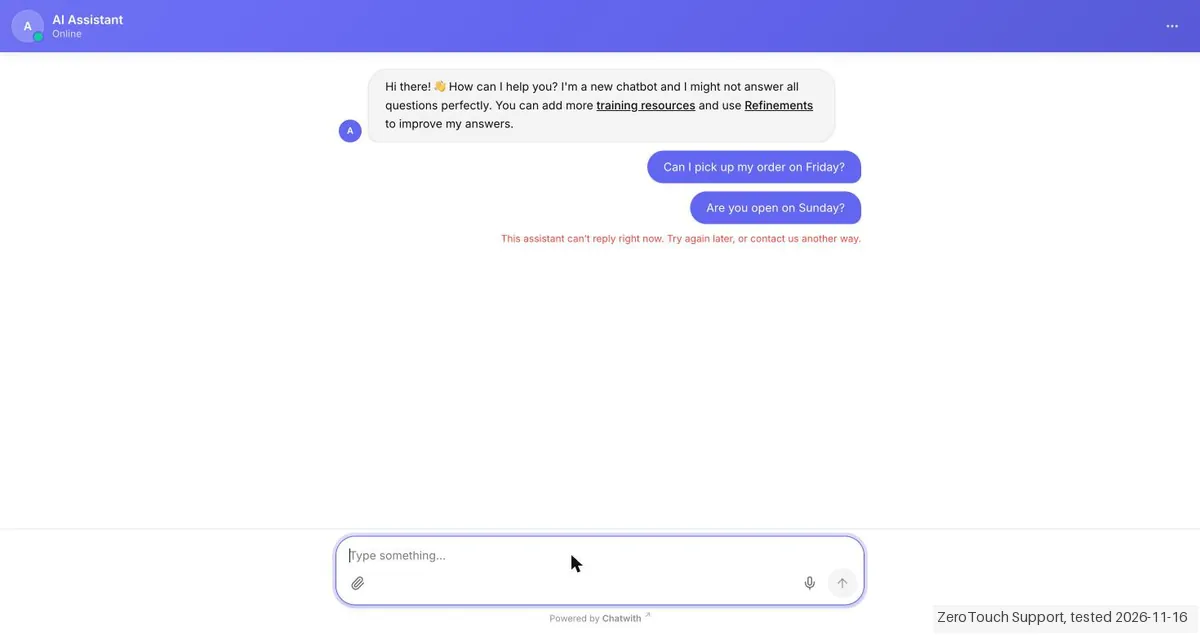 A
AI Assistant
Online
Hi there! 👋 How can I help you? I'm a new chatbot and I might not answer all
questions perfectly. You can add more training resources and use Refinements
to improve my answers.
A
Can I pick up my order on Friday?
Are you open on Sunday?
This assistant can't reply right now. Try again later, or contact us another way.
Type something...
Powered by Chatwith
ZeroTouch Support, tested 2026-11-16